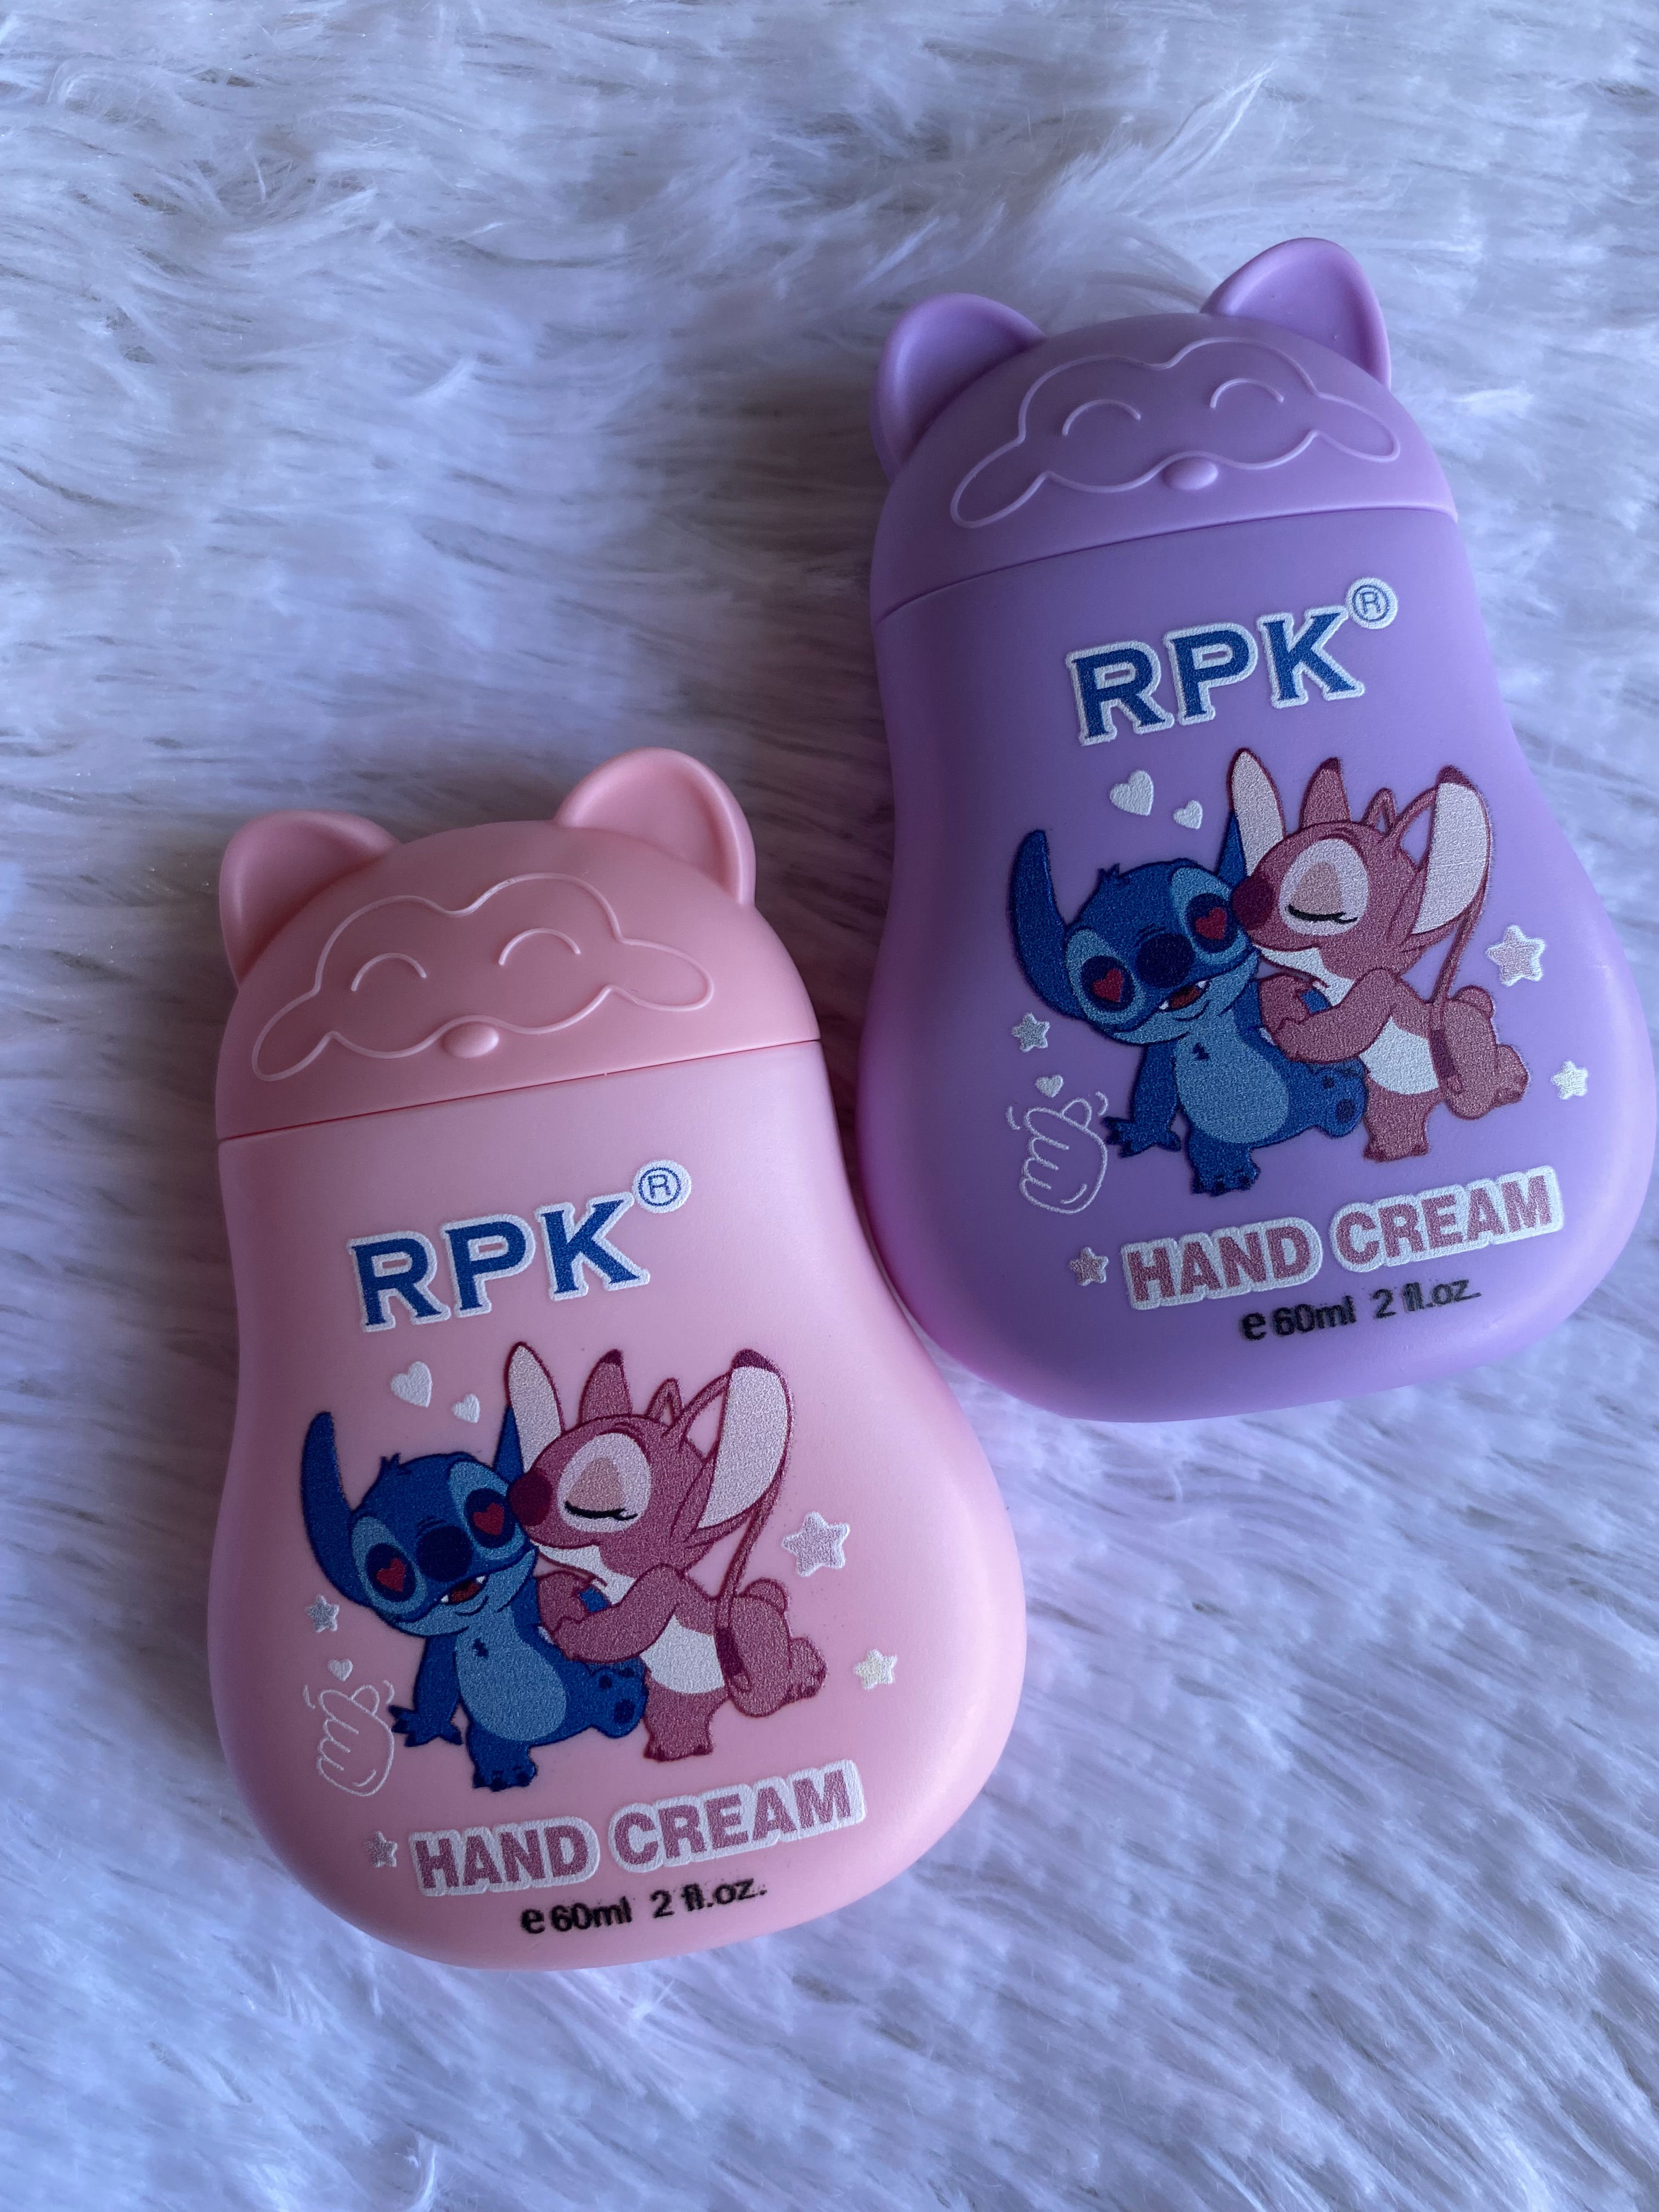 RPK®
HAND CREAM
e 60ml 2 fl.oz.
RPK®
HAND CREAM
e 60ml 2 fl.oz.